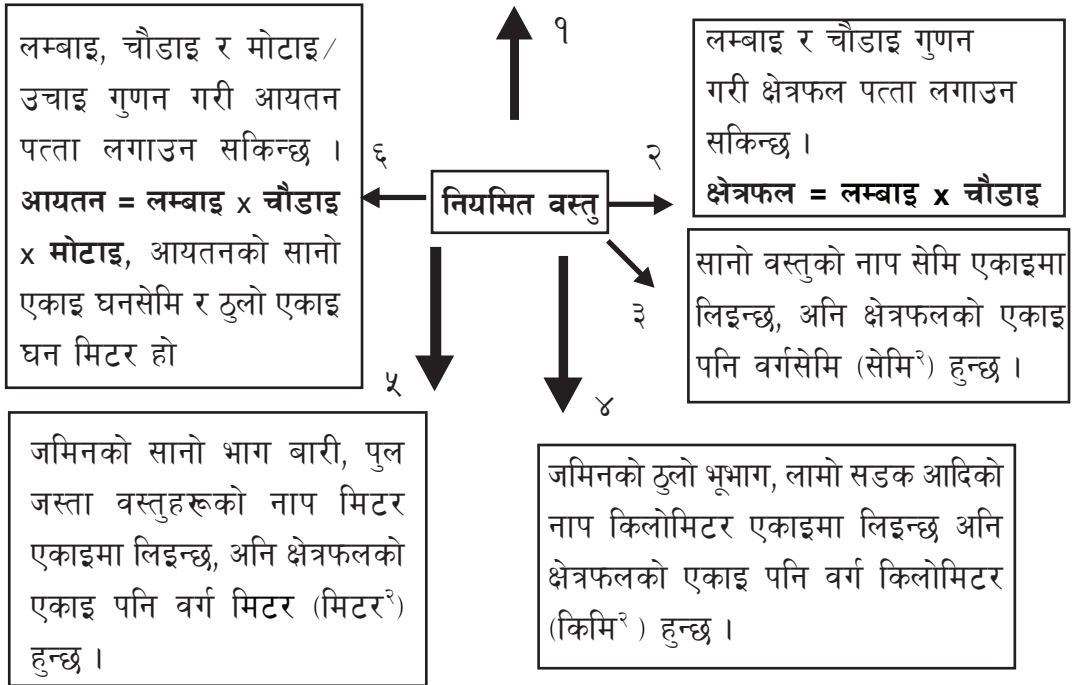 १
लम्बाइ, चौडाइ र मोटाइ/
उचाइ गुणन गरी आयतन
पत्ता लगाउन सकिन्छ ।
आयतन = लम्बाइ x चौडाइ
x मोटाइ, आयतनको सानो
एकाइ घनसेमि र ठुलो एकाइ
घन मिटर हो
६
नियमित वस्तु
२
लम्बाइ र चौडाइ गुणन
गरी क्षेत्रफल पत्ता लगाउन
सकिन्छ ।
क्षेत्रफल = लम्बाइ x चौडाइ
३
सानो वस्तुको नाप सेमि एकाइमा
लिइन्छ, अनि क्षेत्रफलको एकाइ
पनि वर्गसेमि (सेमि²) हुन्छ ।
५
जमिनको सानो भाग बारी, पुल
जस्ता वस्तुहरूको नाप मिटर
एकाइमा लिइन्छ, अनि क्षेत्रफलको
एकाइ पनि वर्ग मिटर (मिटर²)
हुन्छ ।
४
जमिनको ठुलो भूभाग, लामो सडक आदिको
नाप किलोमिटर एकाइमा लिइन्छ अनि
क्षेत्रफलको एकाइ पनि वर्ग किलोमिटर
(किमि² ) हुन्छ ।